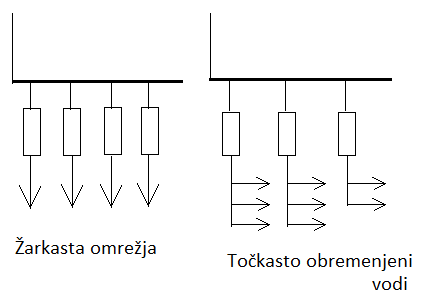 Žarkasta omrežja
Točkasto obremenjeni
vodi